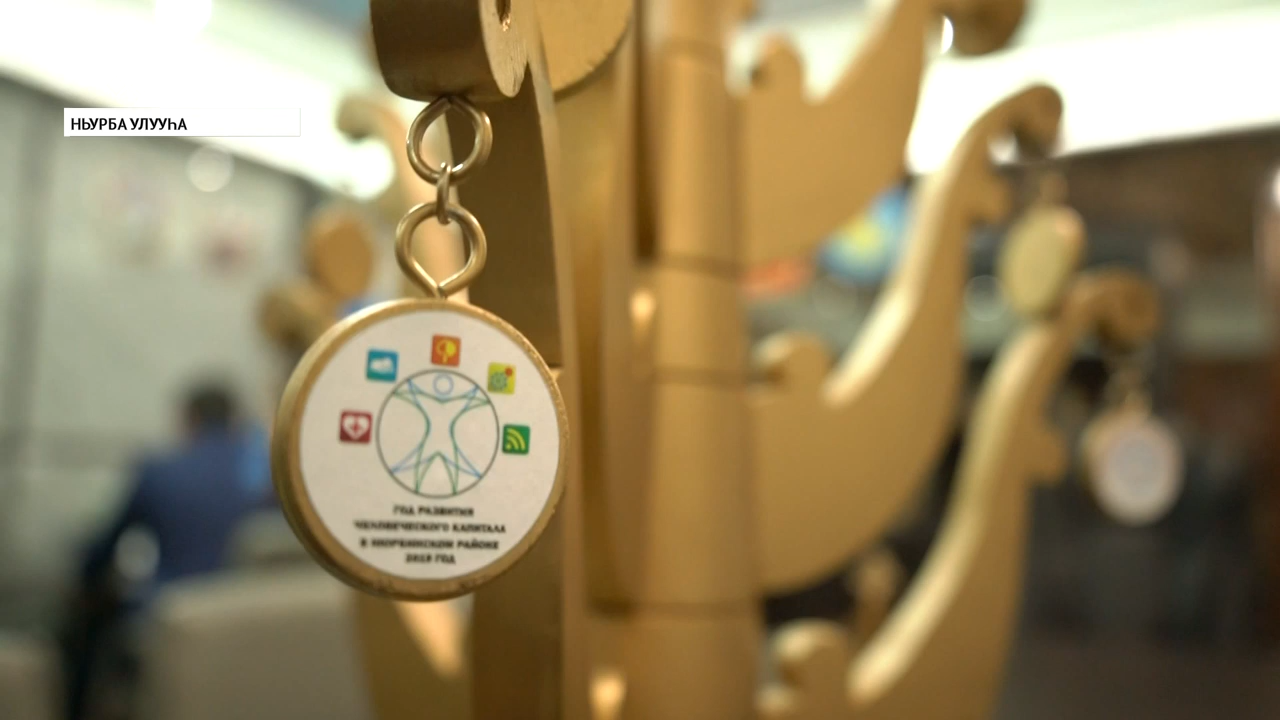 НЬУРБА УЛУУҺА
ГОД РАЗВИТИЯ
ЧЕЛОВЕЧЕСКОГО КАПИТАЛА
В НЮРБИНСКОМ РАЙОНЕ
2019 ГОД